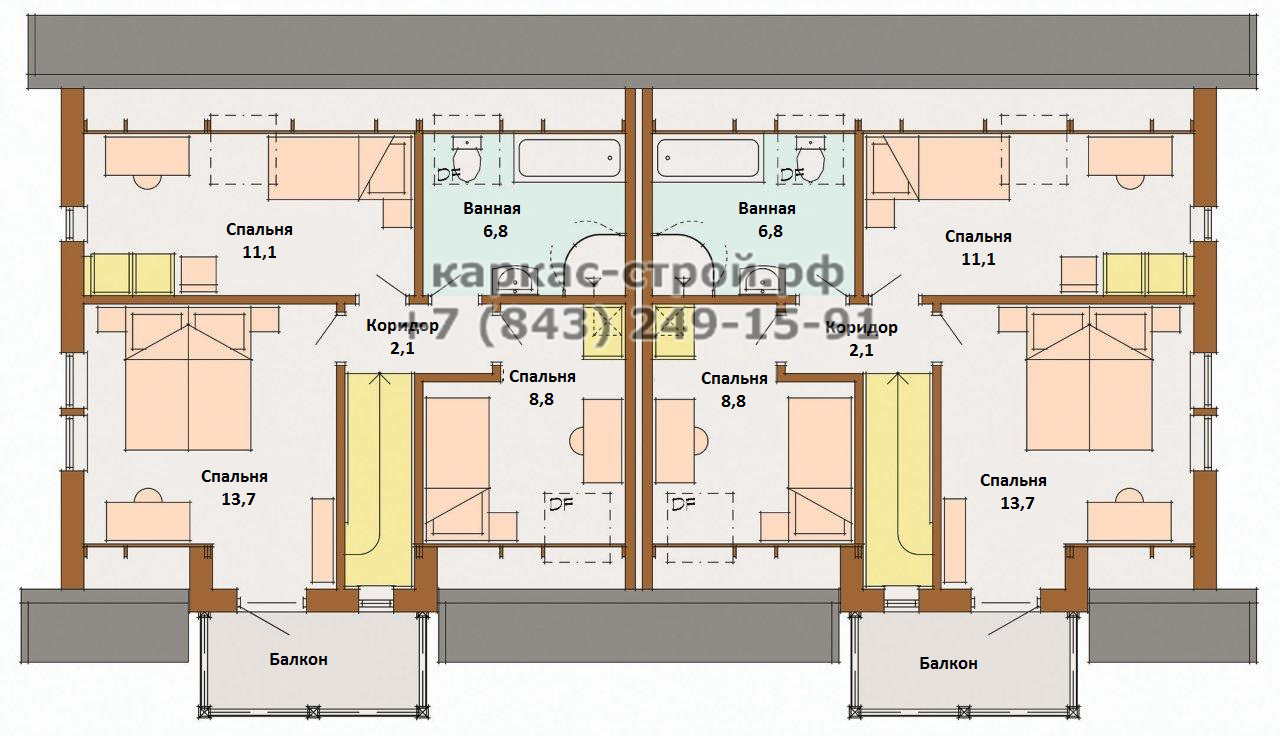 DF
DF
Ванная
6,8
Ванная
6,8
Спальня
11,1
Спальня
11,1
каркас-строй.рф
+7 (843) 249-15-91
Коридор
2,1
Коридор
2,1
Спальня
8,8
Спальня
8,8
Спальня
13,7
Спальня
13,7
DF
DF
Балкон
Балкон